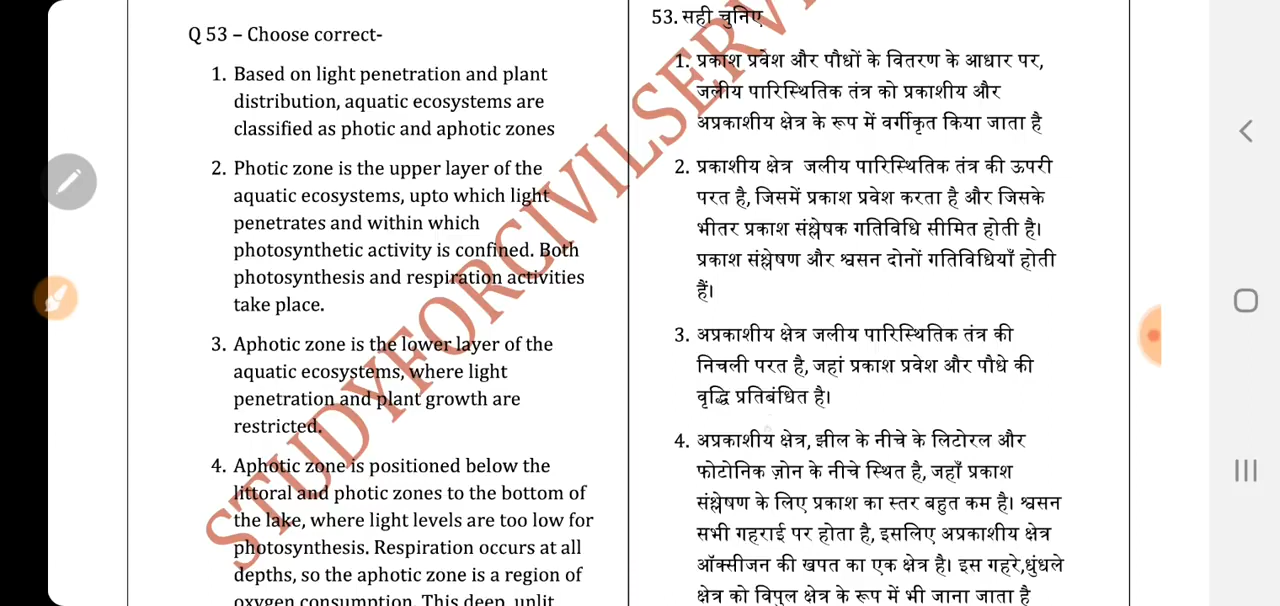 Q 53 – Choose correct-
1. Based on light penetration and plant
distribution, aquatic ecosystems are
classified as photic and aphotic zones
2. Photic zone is the upper layer of the
aquatic ecosystems, upto which light
penetrates and within which
photosynthetic activity is confined. Both
photosynthesis and respiration activities
take place.
3. Aphotic zone is the lower layer of the
aquatic ecosystems, where light
penetration and plant growth are
restricted.
4. Aphotic zone is positioned below the
littoral and photic zones to the bottom of
the lake, where light levels are too low for
photosynthesis. Respiration occurs at all
depths, so the aphotic zone is a region of
oxygen consumption. This deep, unlit
53. सही चुनिए
1. प्रकाश प्रवेश और पौधों के वितरण के आधार पर,
जलीय पारिस्थितिक तंत्र को प्रकाशीय और
अप्रकाशीय क्षेत्र के रूप में वर्गीकृत किया जाता है
2. प्रकाशीय क्षेत्र जलीय पारिस्थितिक तंत्र की ऊपरी
परत है, जिसमें प्रकाश प्रवेश करता है और जिसके
भीतर प्रकाश संश्लेषक गतिविधि सीमित होती है।
प्रकाश संश्लेषण और श्वसन दोनों गतिविधियाँ होती
हैं।
3. अप्रकाशीय क्षेत्र जलीय पारिस्थितिक तंत्र की
निचली परत है, जहां प्रकाश प्रवेश और पौधे की
वृद्धि प्रतिबंधित है।
4. अप्रकाशीय क्षेत्र, झील के नीचे के लिटोरल और
फोटोनिक ज़ोन के नीचे स्थित है, जहाँ प्रकाश
संश्लेषण के लिए प्रकाश का स्तर बहुत कम है। श्वसन
सभी गहराई पर होता है, इसलिए अप्रकाशीय क्षेत्र
ऑक्सीजन की खपत का एक क्षेत्र है। इस गहरे,धुंधले
क्षेत्र को विपुल क्षेत्र के रूप में भी जाना जाता है
STUDYFORCIVILSERVI